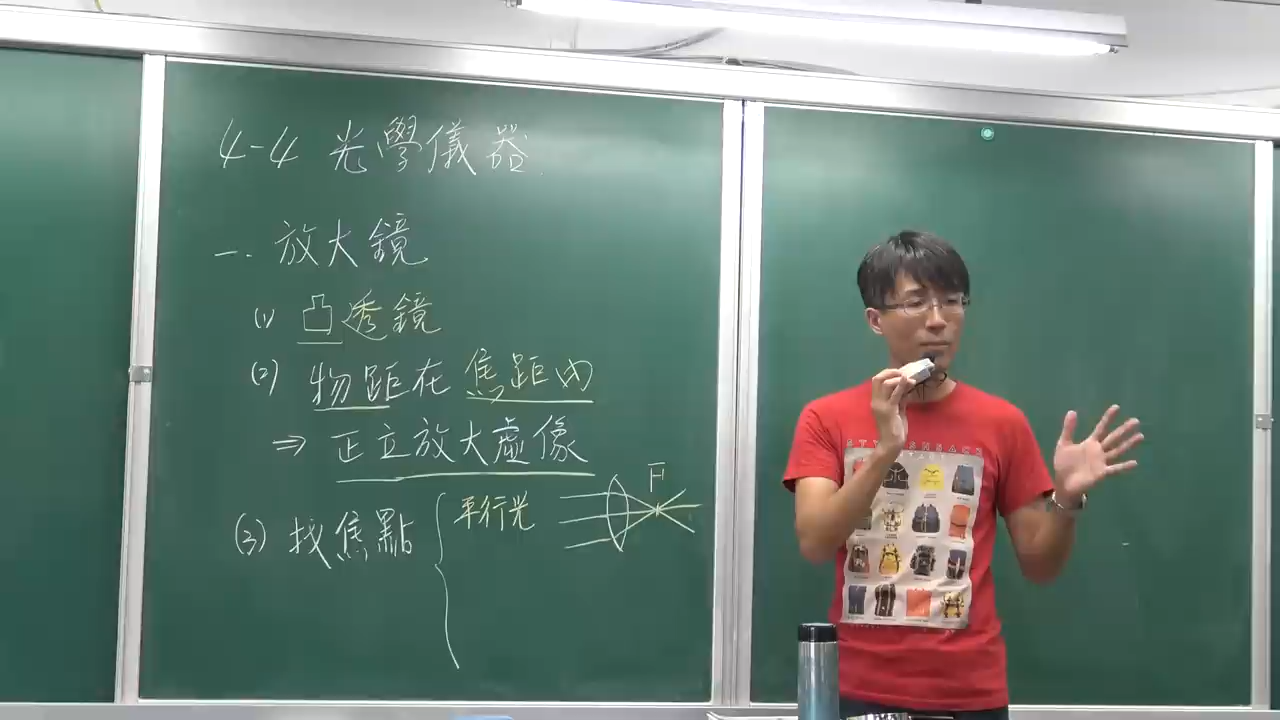 4-4 光學儀器
一. 放大鏡
(1) 凸透鏡
(2) 物距在焦距內
⇒ 正立放大虛像
(3) 找焦點 { 平行光
F